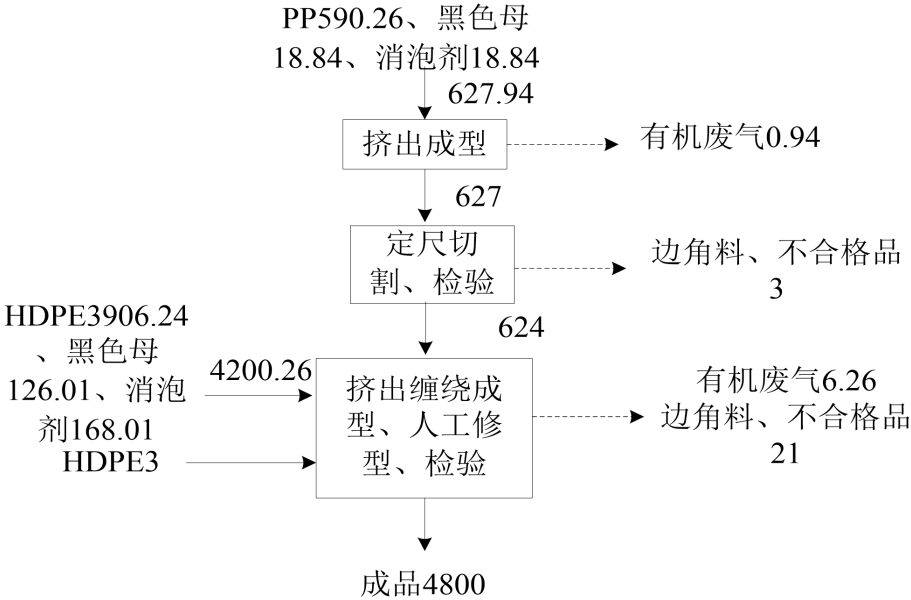 PP590.26、黑色母
18.84、消泡剂18.84
627.94
挤出成型
有机废气0.94
627
定尺切
割、检验
边角料、不合格品
3
624
HDPE3906.24
、黑色母
126.01、消泡
剂168.01
4200.26
HDPE3
挤出缠绕成
型、人工修
型、检验
有机废气6.26
边角料、不合格品
21
成品4800